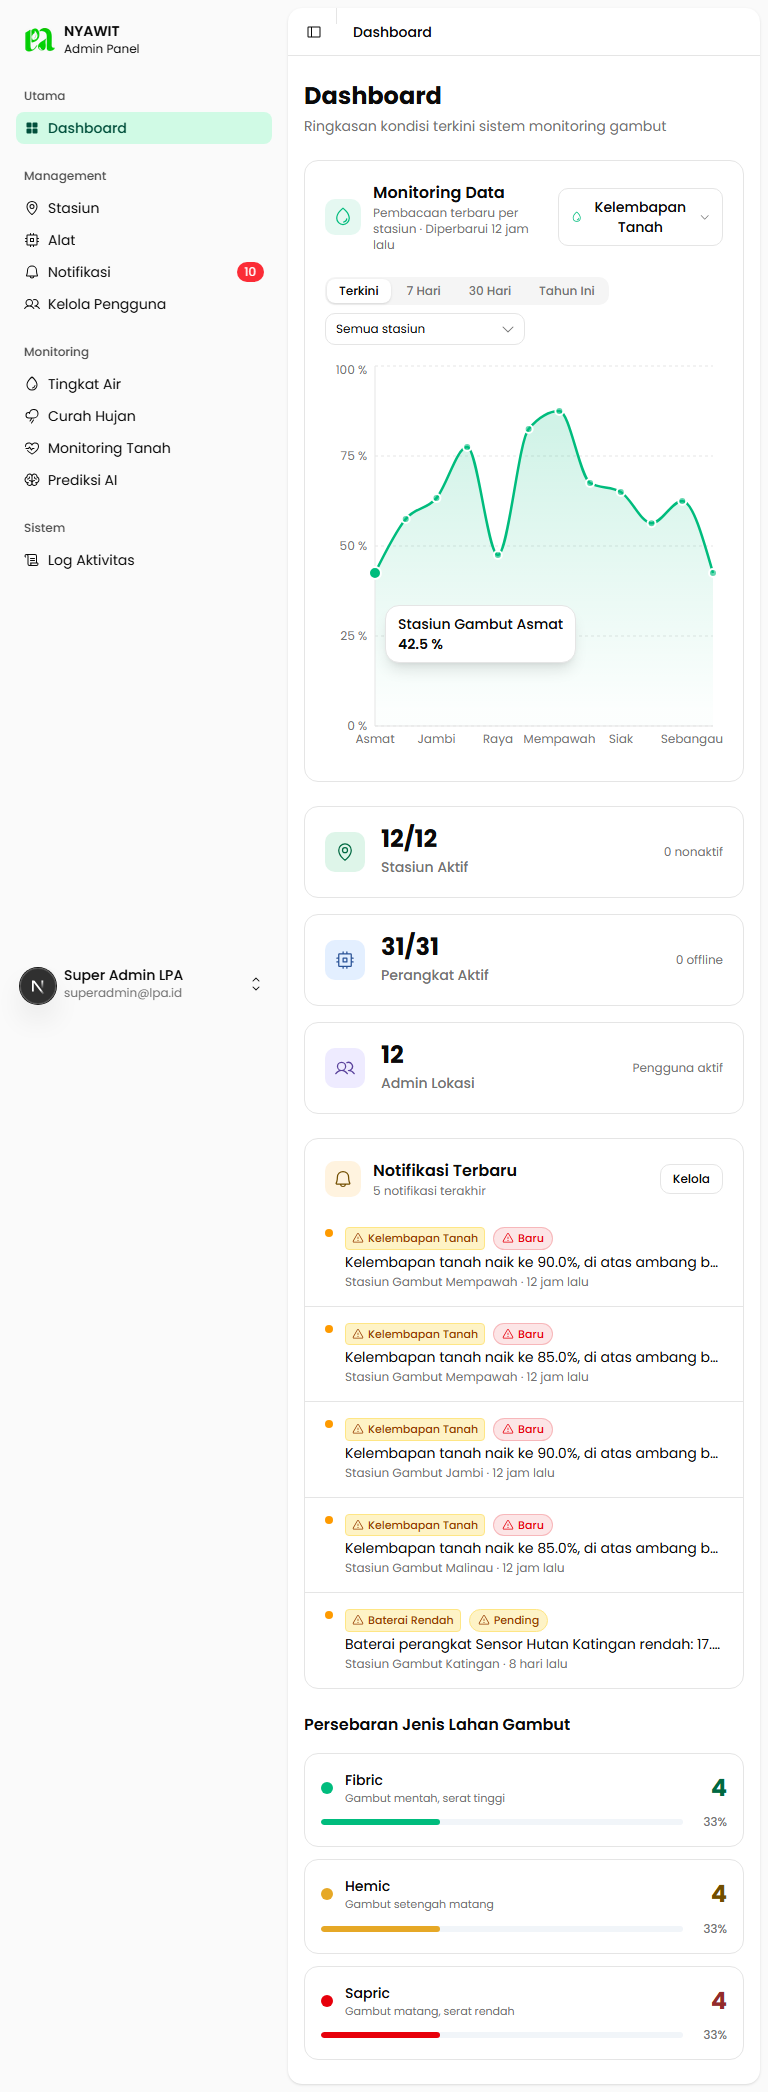 NYAWIT
Admin Panel
Utama
Dashboard
Management
Stasiun
Alat
Notifikasi
10
Kelola Pengguna
Monitoring
Tingkat Air
Curah Hujan
Monitoring Tanah
Prediksi AI
Sistem
Log Aktivitas
Super Admin LPA
superadmin@lpa.id
Dashboard
Dashboard
Ringkasan kondisi terkini sistem monitoring gambut
Monitoring Data
Pembacaan terbaru per
stasiun · Diperbarui 12 jam
lalu
Kelembapan
Tanah
Terkini
7 Hari
30 Hari
Tahun Ini
Semua stasiun
100 %
75 %
50 %
25 %
0 %
Stasiun Gambut Asmat
42.5 %
Asmat
Jambi
Raya
Mempawah
Siak
Sebangau
12/12
Stasiun Aktif
0 nonaktif
31/31
Perangkat Aktif
0 offline
12
Admin Lokasi
Pengguna aktif
Notifikasi Terbaru
5 notifikasi terakhir
Kelola
Kelembapan Tanah
Baru
Kelembapan tanah naik ke 90.0%, di atas ambang b...
Stasiun Gambut Mempawah · 12 jam lalu
Kelembapan Tanah
Baru
Kelembapan tanah naik ke 85.0%, di atas ambang b...
Stasiun Gambut Mempawah · 12 jam lalu
Kelembapan Tanah
Baru
Kelembapan tanah naik ke 90.0%, di atas ambang b...
Stasiun Gambut Jambi · 12 jam lalu
Kelembapan Tanah
Baru
Kelembapan tanah naik ke 85.0%, di atas ambang b...
Stasiun Gambut Malinau · 12 jam lalu
Baterai Rendah
Pending
Baterai perangkat Sensor Hutan Katingan rendah: 17....
Stasiun Gambut Katingan · 8 hari lalu
Persebaran Jenis Lahan Gambut
Fibric
Gambut mentah, serat tinggi
4
33%
Hemic
Gambut setengah matang
4
33%
Sapric
Gambut matang, serat rendah
4
33%